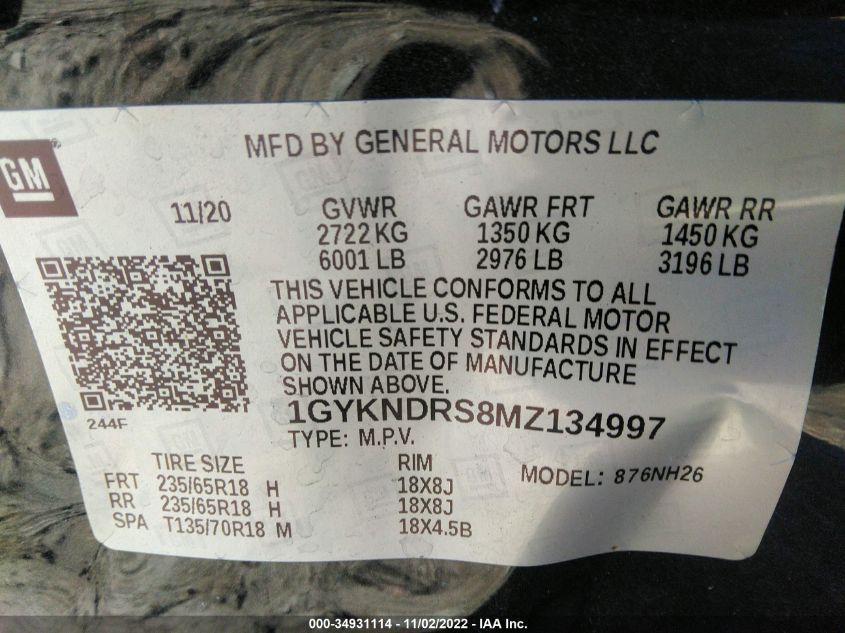 MFD BY GENERAL MOTORS LLC
GM
11/20 GVWR GAWR FRT GAWR RR
2722 KG 1350 KG 1450 KG
6001 LB 2976 LB 3196 LB
THIS VEHICLE CONFORMS TO ALL
APPLICABLE U.S. FEDERAL MOTOR
VEHICLE SAFETY STANDARDS IN EFFECT
ON THE DATE OF MANUFACTURE
SHOWN ABOVE.
244F
1GYKNDRS8MZ134997
TYPE: M.P.V.
TIRE SIZE RIM MODEL: 876NH26
FRT 235/65R18 H 18X8J
RR 235/65R18 H 18X8J
SPA T135/70R18 M 18X4.5B
000-34931114 - 11/02/2022 - IAA Inc.